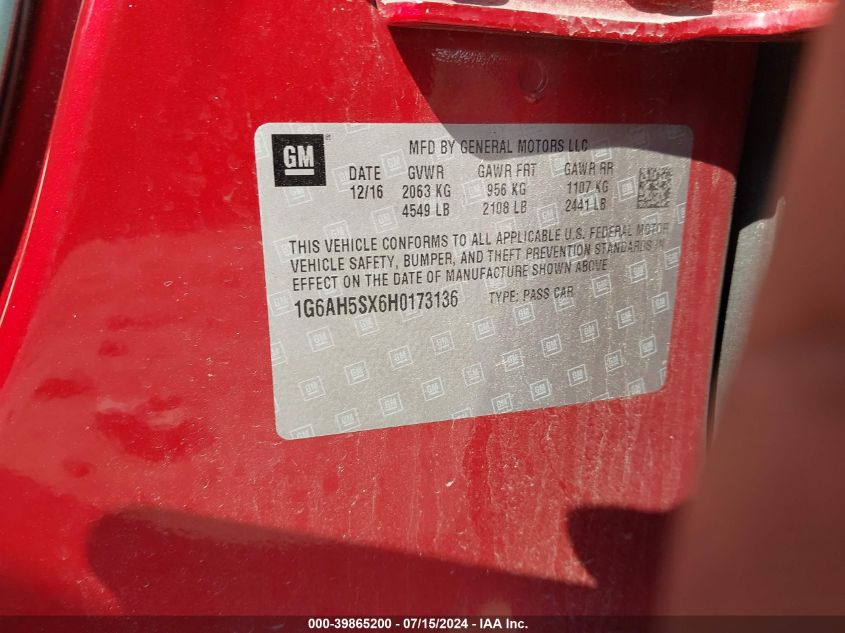 GM
MFD BY GENERAL MOTORS LLC
DATE GVWR GAWR FRT GAWR RR
12/16 2063 KG 956 KG 1107 KG
4549 LB 2108 LB 2441 LB
THIS VEHICLE CONFORMS TO ALL APPLICABLE U.S. FEDERAL MOTOR
VEHICLE SAFETY, BUMPER, AND THEFT PREVENTION STANDARDS IN
EFFECT ON THE DATE OF MANUFACTURE SHOWN ABOVE
1G6AH5SX6H0173136 TYPE: PASS CAR
000-39865200 - 07/15/2024 - IAA Inc.